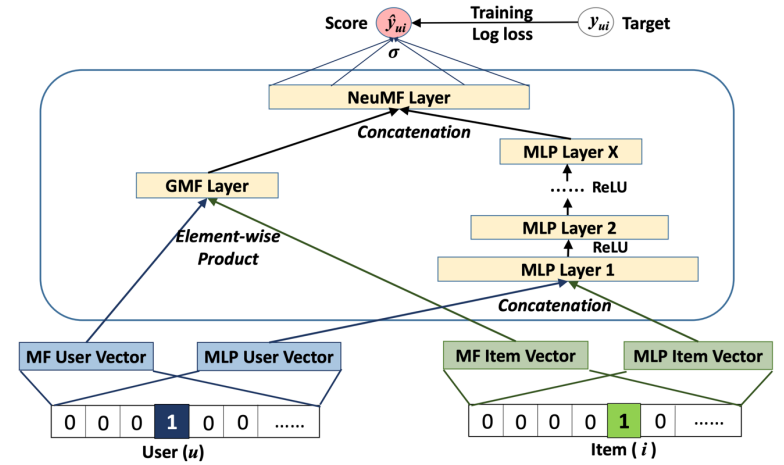 Score ŷui Training yui Target
Log loss
σ
NeuMF Layer
Concatenation
MLP Layer X
GMF Layer
...... ReLU
Element-wise
Product
MLP Layer 2
ReLU
MLP Layer 1
Concatenation
MF User Vector
MLP User Vector
MF Item Vector
MLP Item Vector
0 0 0 1 0 0 ......
0 0 0 0 1 0 ......
User (u)
Item ( i )